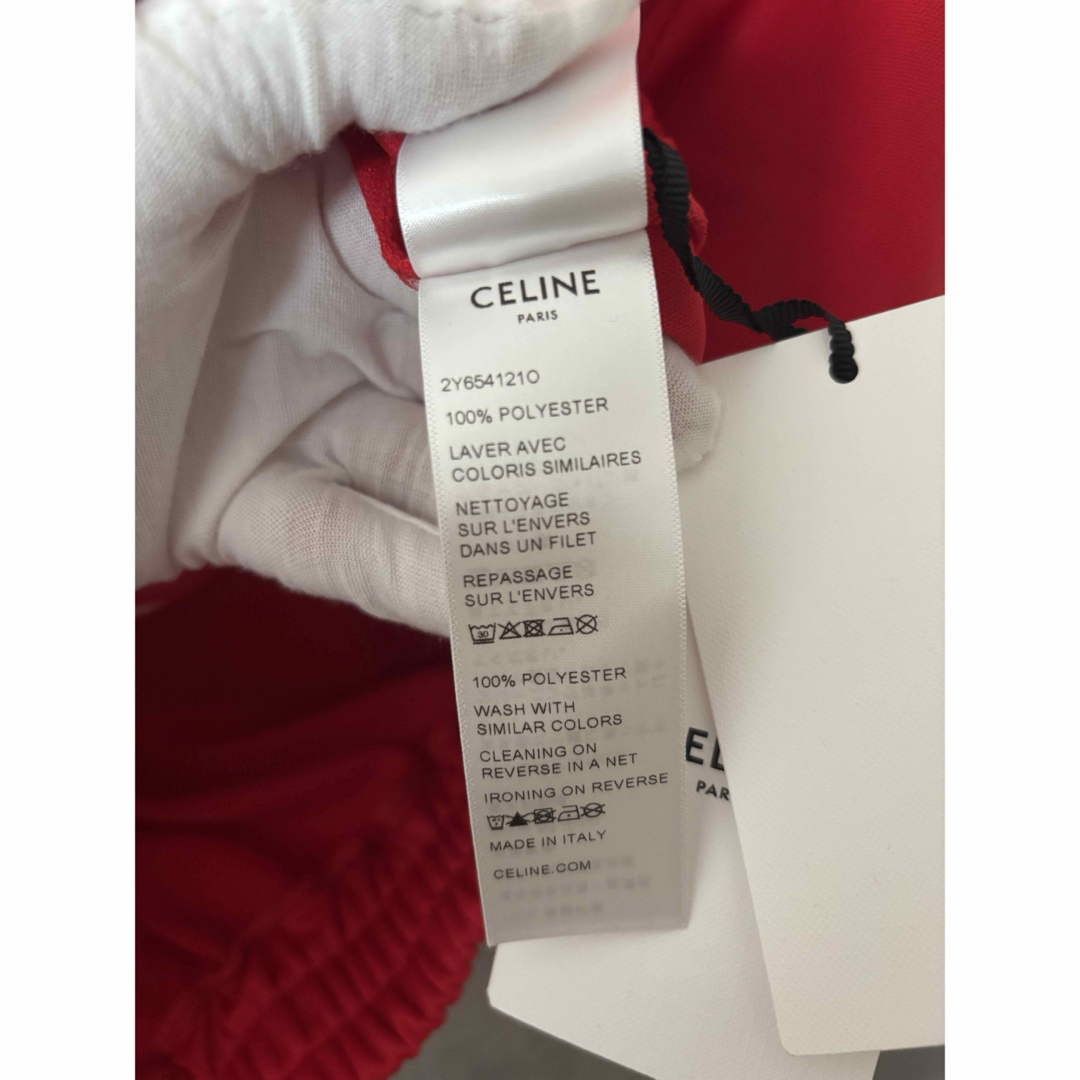 CELINE
PARIS
2Y654121O
100% POLYESTER
LAVER AVEC
COLORIS SIMILAIRES
NETTOYAGE
SUR L'ENVERS
DANS UN FILET
REPASSAGE
SUR L'ENVERS
30
100% POLYESTER
WASH WITH
SIMILAR COLORS
CLEANING ON
REVERSE IN A NET
IRONING ON REVERSE
MADE IN ITALY
CELINE.COM
EL
PAR